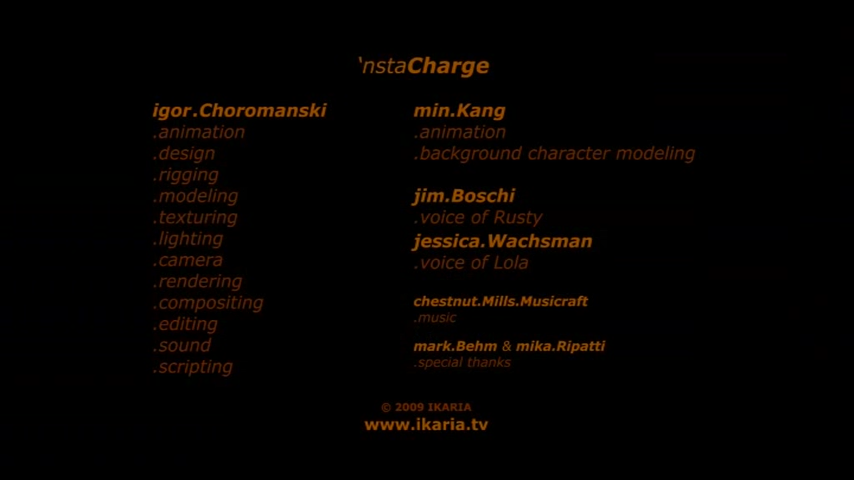 ‘nstaCharge
igor.Choromanski
.animation
.design
.rigging
.modeling
.texturing
.lighting
.camera
.rendering
.compositing
.editing
.sound
.scripting
min.Kang
.animation
.background character modeling
jim.Boschi
.voice of Rusty
jessica.Wachsman
.voice of Lola
chestnut.Mills.Musicraft
.music
mark.Behm & mika.Ripatti
.special thanks
© 2009 IKARIA
www.ikaria.tv